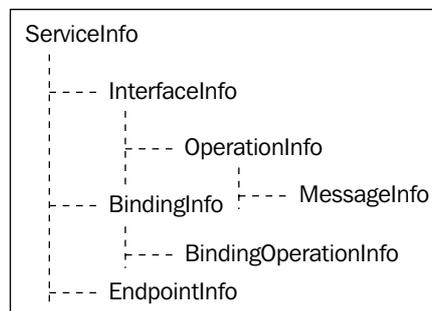 ServiceInfo
InterfaceInfo
OperationInfo
MessageInfo
BindingInfo
BindingOperationInfo
EndpointInfo